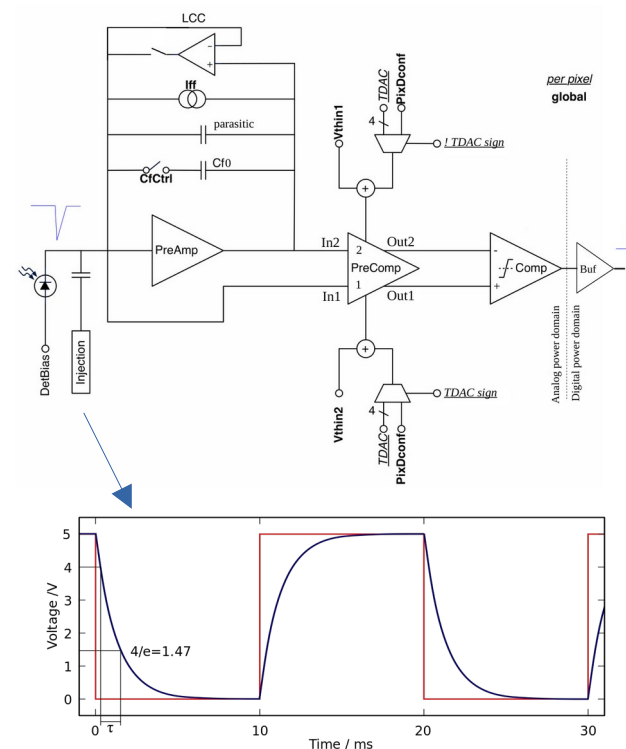 LCC
-
+
Iff
parasitic
Cf0
CfCtrl
PreAmp
DetBias
Injection
Vthin1
TDAC
PixDconf
4
! TDAC sign
+
In2
Out2
2
PreComp
1
In1
Out1
+
Vthin2
4
TDAC
PixDconf
TDAC sign
-
Comp
+
Buf
per pixel
global
Analog power domain
Digital power domain
Voltage /V
5
4
3
2
1
0
4/e=1.47
0
10
20
30
τ
Time / ms